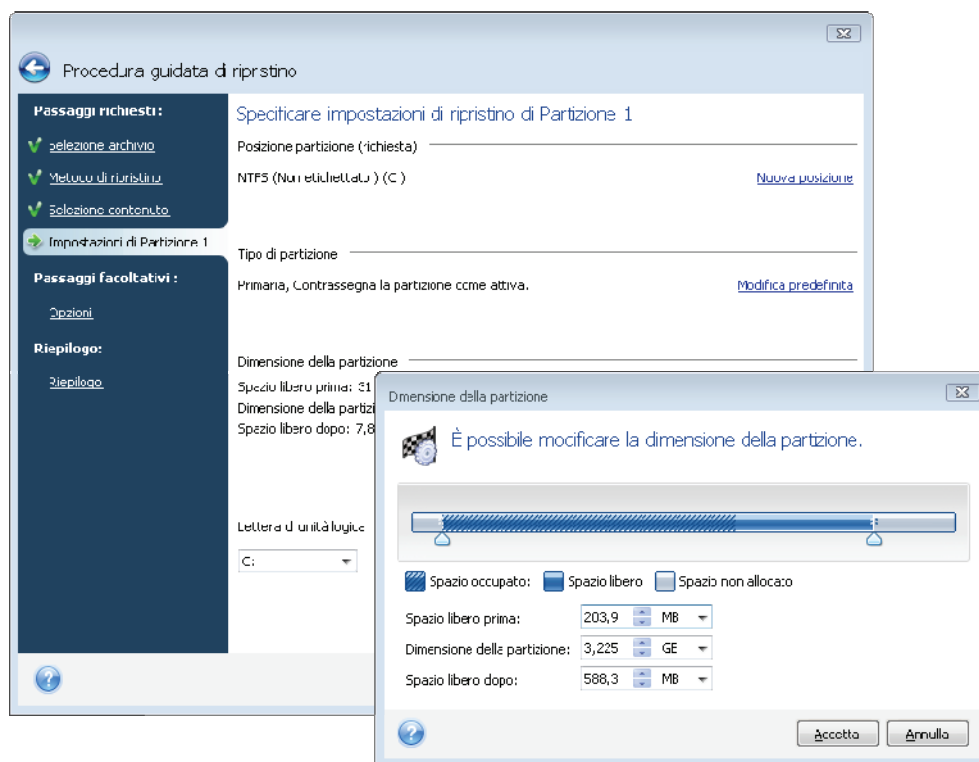 Procedura guidata di ripristino
Passaggi richiesti:
Selezione archivio
Metodo di ripristino
Selezione contenuto
Impostazioni di Partizione 1
Passaggi facoltativi :
Opzioni
Riepilogo:
Riepilogo
Specificare impostazioni di ripristino di Partizione 1
Posizione partizione (richiesta)
NTFS (Non etichettato ) (C )
Nuova posizione
Tipo di partizione
Primaria, Contrassegna la partizione come attiva.
Modifica predefinita
Dimensione della partizione
Spazio libero prima: 31
Dimensione della partizi
Spazio libero dopo: 7,8
Lettera di unità logica
C:
Dimensione della partizione
È possibile modificare la dimensione della partizione.
Spazio occupato: Spazio libero Spazio non allocato
Spazio libero prima: 203,9 MB
Dimensione della partizione: 3,225 GB
Spazio libero dopo: 588,3 MB
Accetta Annulla